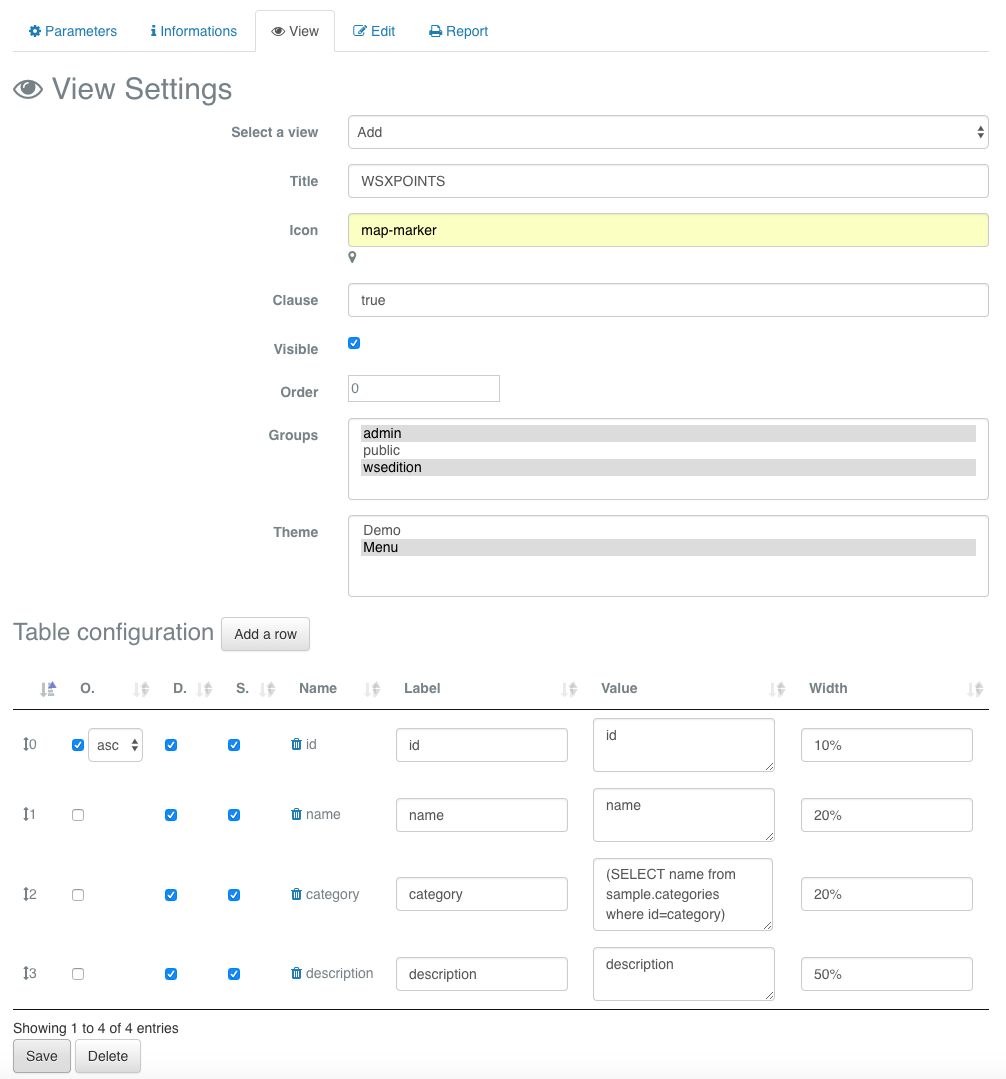 Parameters Informations View Edit Report
View Settings
Select a view Add
Title WSXPOINTS
Icon map-marker
Clause true
Visible
Order 0
Groups admin
public
wsedition
Theme Demo
Menu
Table configuration Add a row
O. D. S. Name Label Value Width
0 asc id id id 10%
1 name name name 20%
2 category category (SELECT name from
sample.categories
where id=category) 20%
3 description description description 50%
Showing 1 to 4 of 4 entries
Save Delete